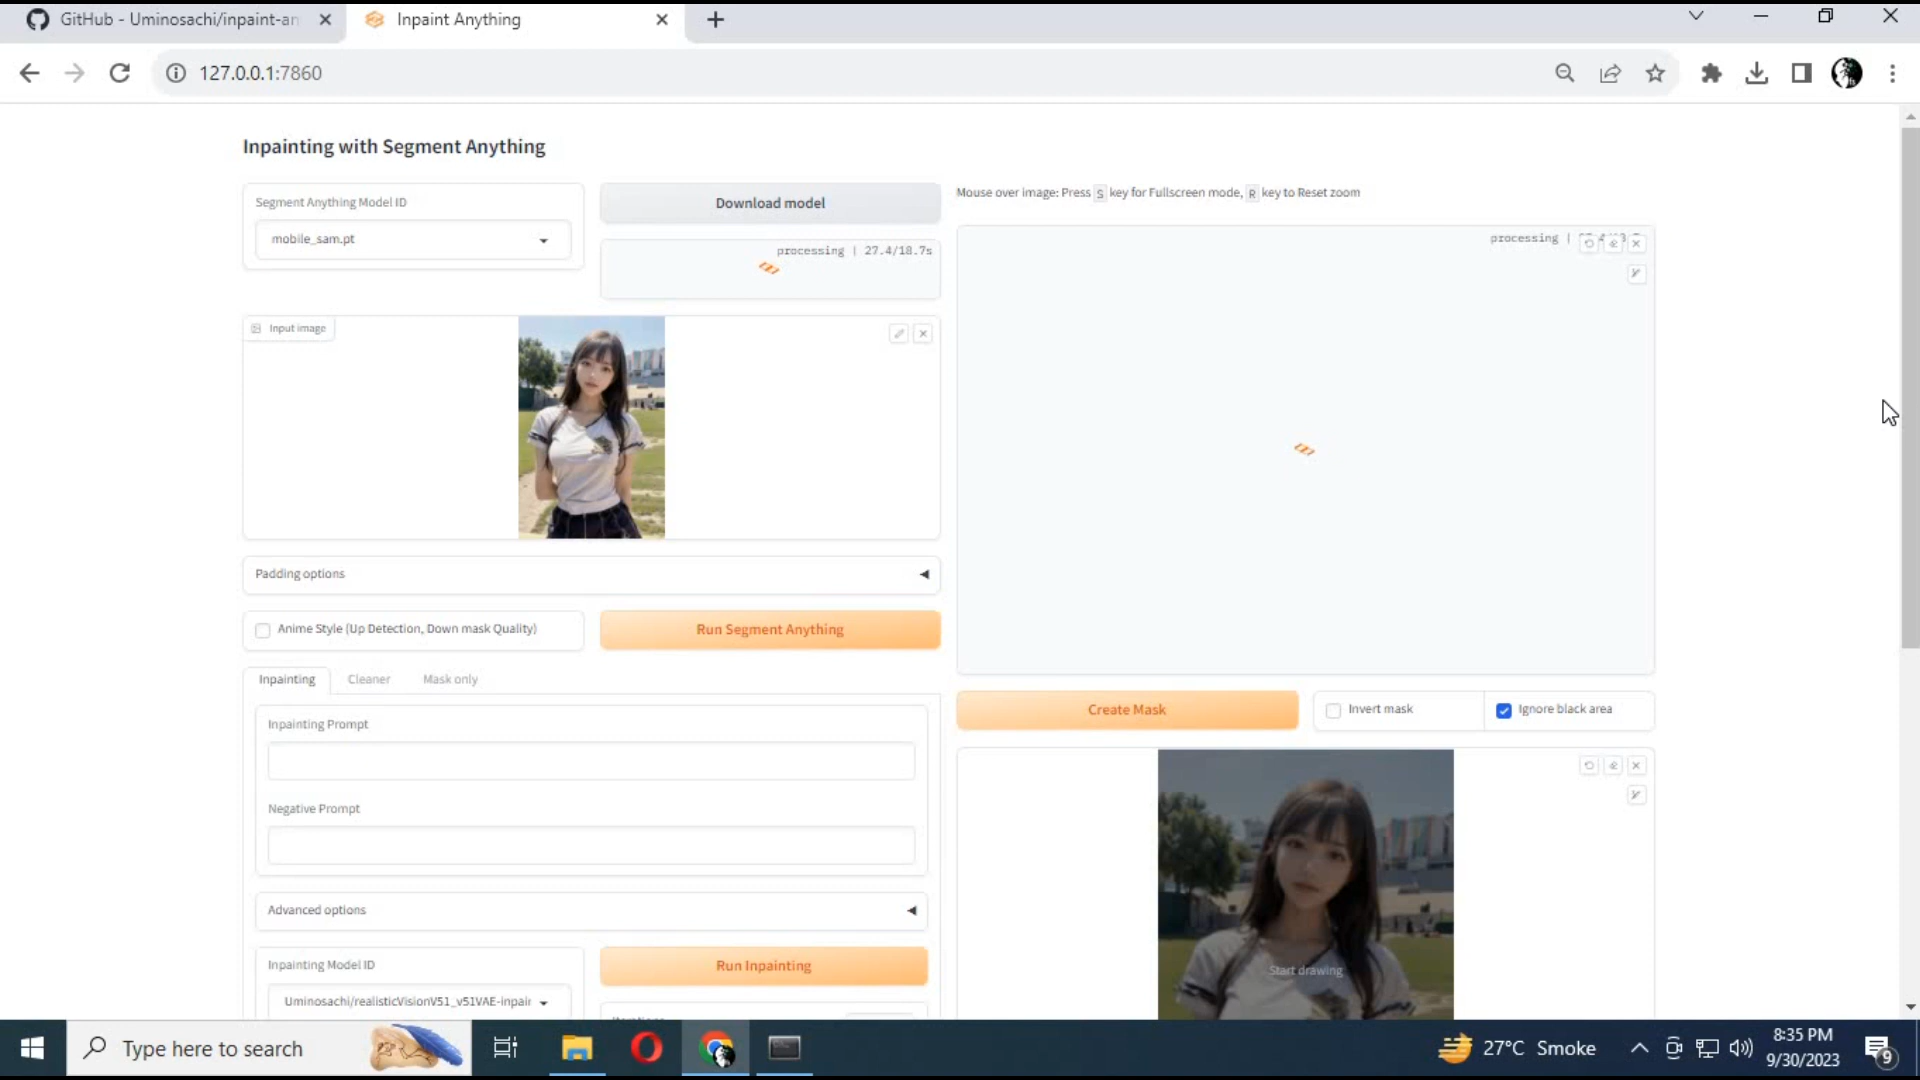 GitHub - Uminosachi/inpaint-an
Inpaint Anything
127.0.0.1:7860
Inpainting with Segment Anything
Segment Anything Model ID
mobile_sam.pt
Download model
processing | 27.4/18.7s
Mouse over image: Press S key for Fullscreen mode, R key to Reset zoom
processing |
Input image
Padding options
Anime Style (Up Detection, Down mask Quality)
Run Segment Anything
Inpainting
Cleaner
Mask only
Inpainting Prompt
Negative Prompt
Advanced options
Inpainting Model ID
Uminosachi/realisticVisionV51_v51VAE-inpain
Run Inpainting
Create Mask
Invert mask
Ignore black area
Start drawing
Type here to search
27°C Smoke
8:35 PM
9/30/2023
9